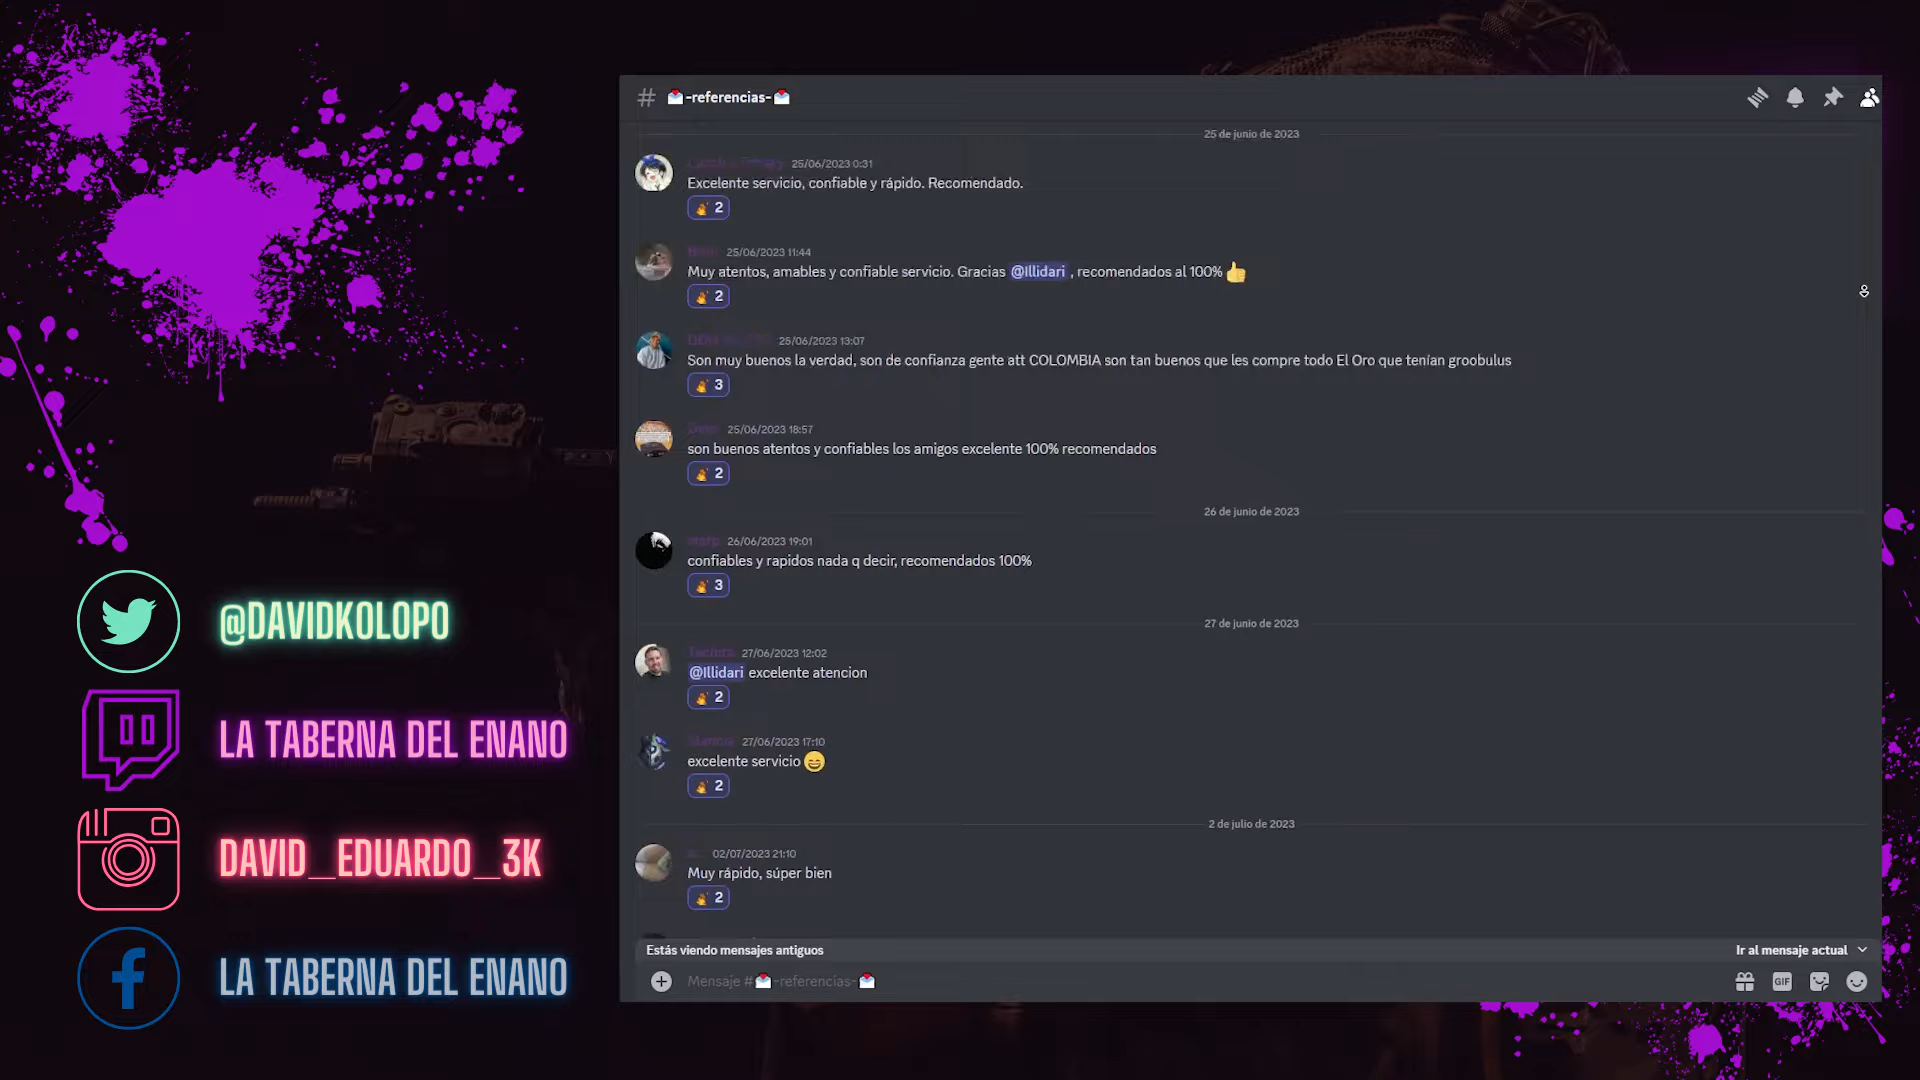 # -referencias-
25 de junio de 2023
25/06/2023 0:31
Excelente servicio, confiable y rápido. Recomendado.
2
25/06/2023 11:44
Muy atentos, amables y confiable servicio. Gracias @Illidari , recomendados al 100%
2
25/06/2023 13:07
Son muy buenos la verdad, son de confianza gente att COLOMBIA son tan buenos que les compre todo El Oro que tenían groobulus
3
25/06/2023 18:57
son buenos atentos y confiables los amigos excelente 100% recomendados
2
26 de junio de 2023
26/06/2023 19:01
confiables y rapidos nada q decir, recomendados 100%
3
27 de junio de 2023
27/06/2023 12:02
@Illidari excelente atencion
2
27/06/2023 17:10
excelente servicio
2
2 de julio de 2023
02/07/2023 21:10
Muy rápido, súper bien
2
Estás viendo mensajes antiguos
Ir al mensaje actual
Mensaje # -referencias-
GIF
@DAVIDKOLOPO
LA TABERNA DEL ENANO
DAVID_EDUARDO_3K
LA TABERNA DEL ENANO